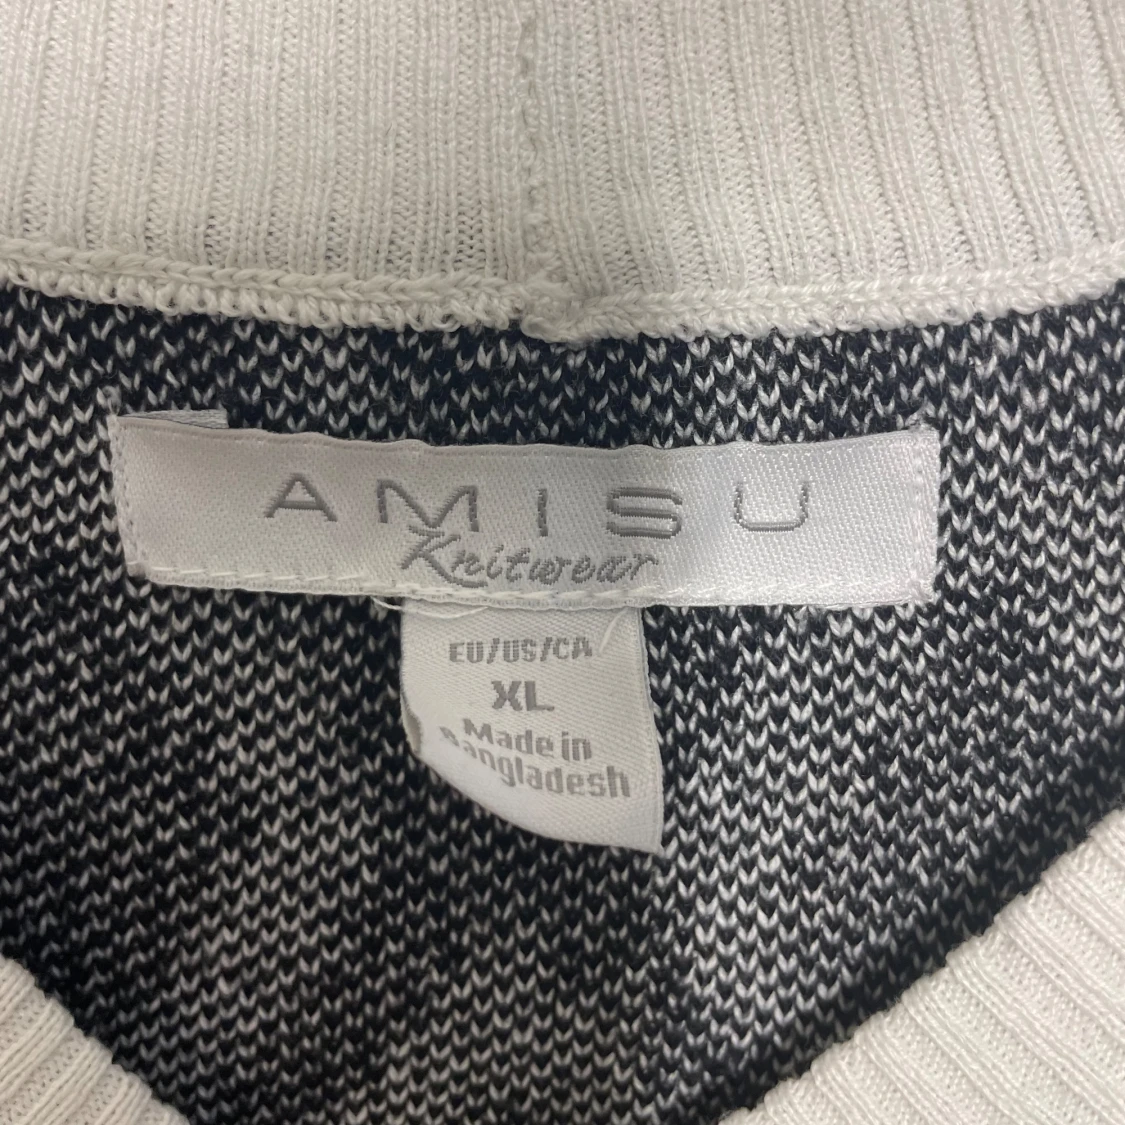 AMISU
Knitwear
EU/US/CA
XL
Made in
Bangladesh